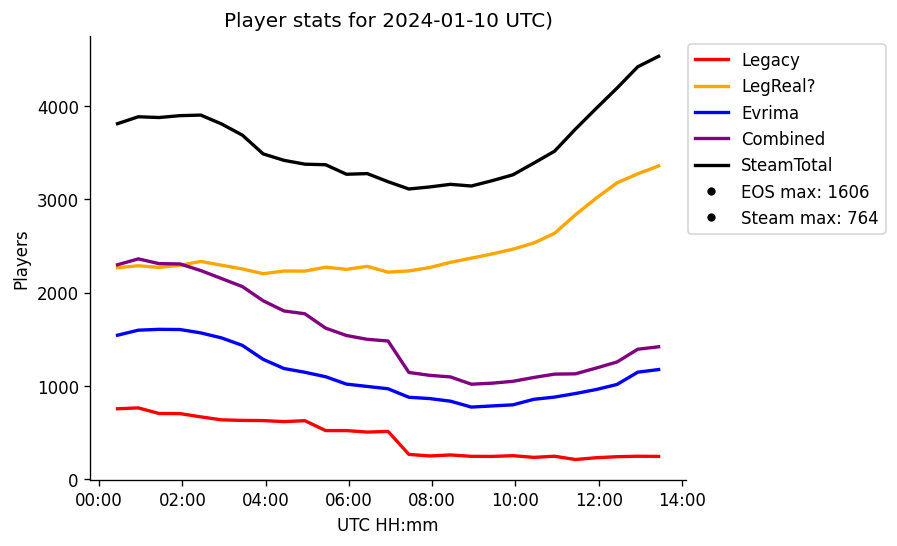 Player stats for 2024-01-10 UTC)
Legacy
LegReal?
Evrima
Combined
SteamTotal
EOS max: 1606
Steam max: 764
Players
4000
3000
2000
1000
0
00:00 02:00 04:00 06:00 08:00 10:00 12:00 14:00
UTC HH:mm